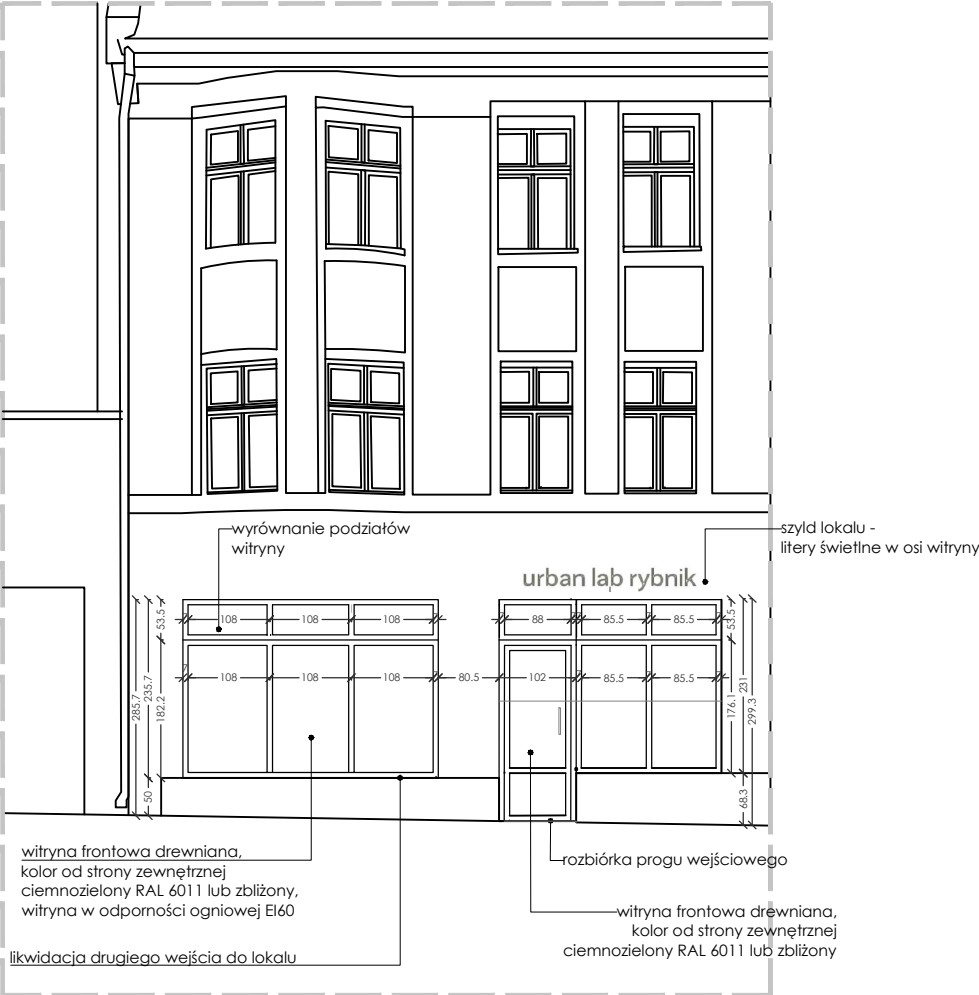 wyrównanie podziałów
witryny
szyld lokalu -
litery świetlne w osi witryny
urban lab rybnik
108
108
108
88
85.5
85.5
7
108
108
108
80.5
102
85.5
85.5
53.5
182.2
235.7
285.7
50
53.5
176.1
231
299.3
68.3
witryna frontowa drewniana,
kolor od strony zewnętrznej
ciemnozielony RAL 6011 lub zbliżony,
witryna w odporności ogniowej EI60
likwidacja drugiego wejścia do lokalu
rozbiórka progu wejściowego
witryna frontowa drewniana,
kolor od strony zewnętrznej
ciemnozielony RAL 6011 lub zbliżony